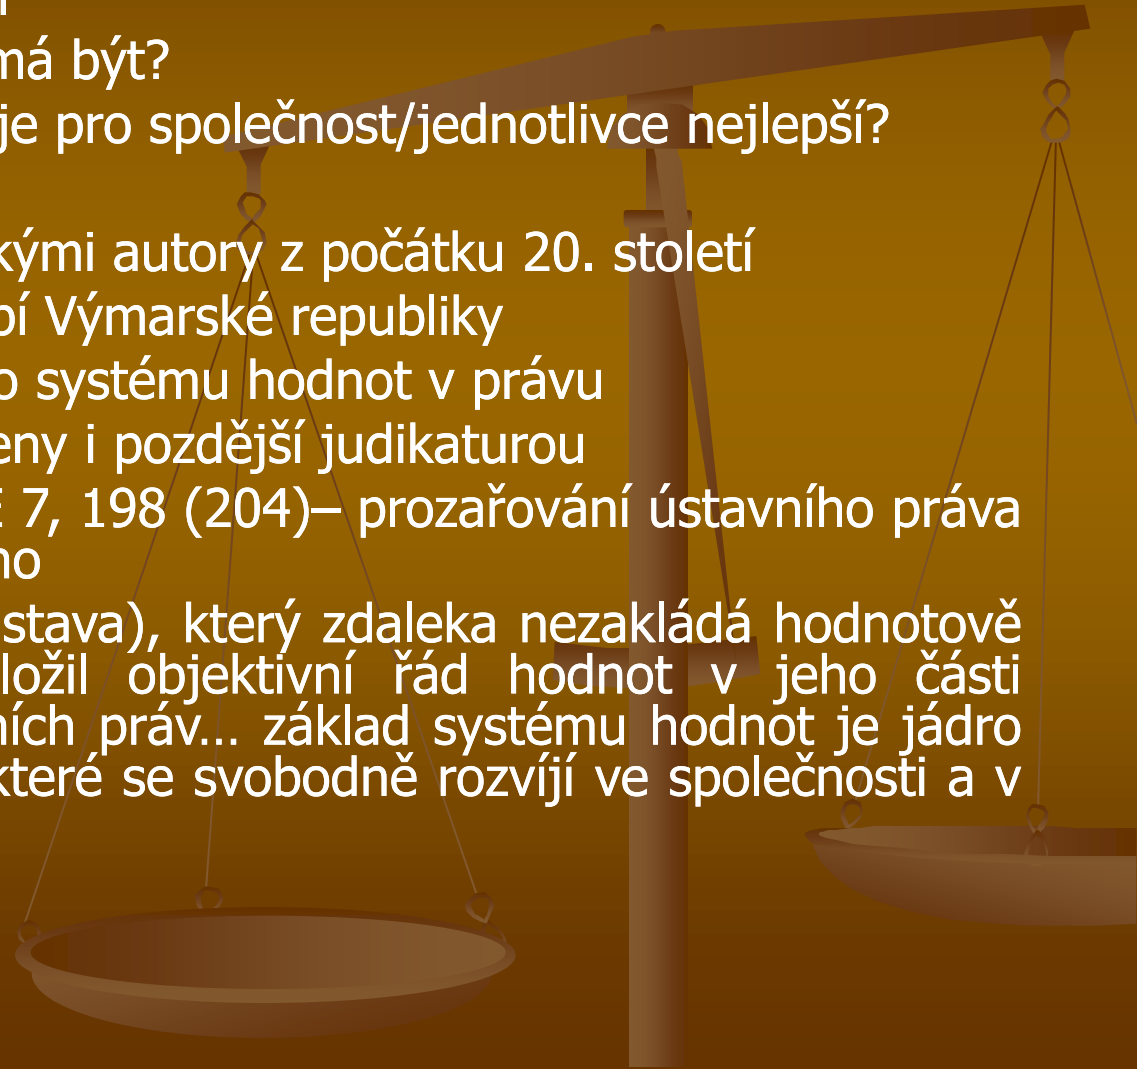 má být?
je pro společnost/jednotlivce nejlepší?
kými autory z počátku 20. století
bí Výmarské republiky
o systému hodnot v právu
eny i pozdější judikaturou
E 7, 198 (204)– prozařování ústavního práva
ho
stava), který zdaleka nezakládá hodnotově
ložil objektivní řád hodnot v jeho části
ních práv... základ systému hodnot je jádro
které se svobodně rozvíjí ve společnosti a v